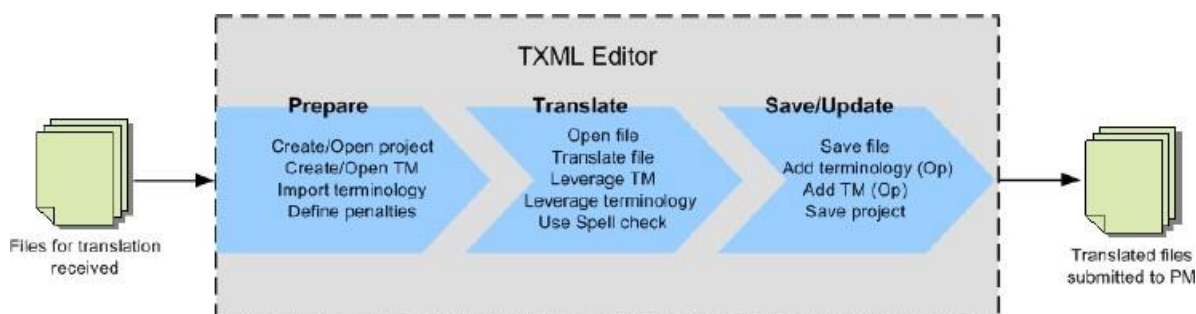 TXML Editor
Files for translation
received
Prepare
Create/Open project
Create/Open TM
Import terminology
Define penalties
Translate
Open file
Translate file
Leverage TM
Leverage terminology
Use Spell check
Save/Update
Save file
Add terminology (Op)
Add TM (Op)
Save project
Translated files
submitted to PM